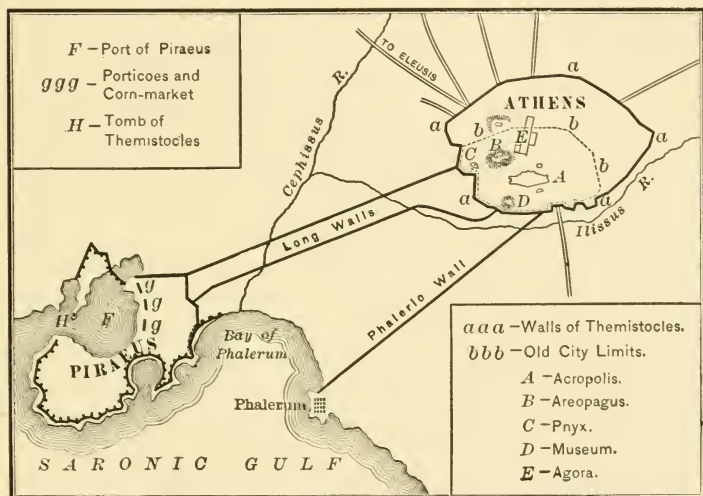 F – Port of Piraeus
ggg – Porticoes and
Corn-market
H – Tomb of
Themistocles
TO ELEUSIS
Cephissus R.
a
a
a
a
a
ATHENS
b
b
b
E
B
C
A
D
Ilissus R.
Long Walls
Phaleric Wall
g
g
g
H
F
PIRAEUS
Bay of
Phalerum
Phalerum
SARONIC GULF
aaa – Walls of Themistocles.
bbb – Old City Limits.
A – Acropolis.
B – Areopagus.
C – Pnyx.
D – Museum.
E – Agora.